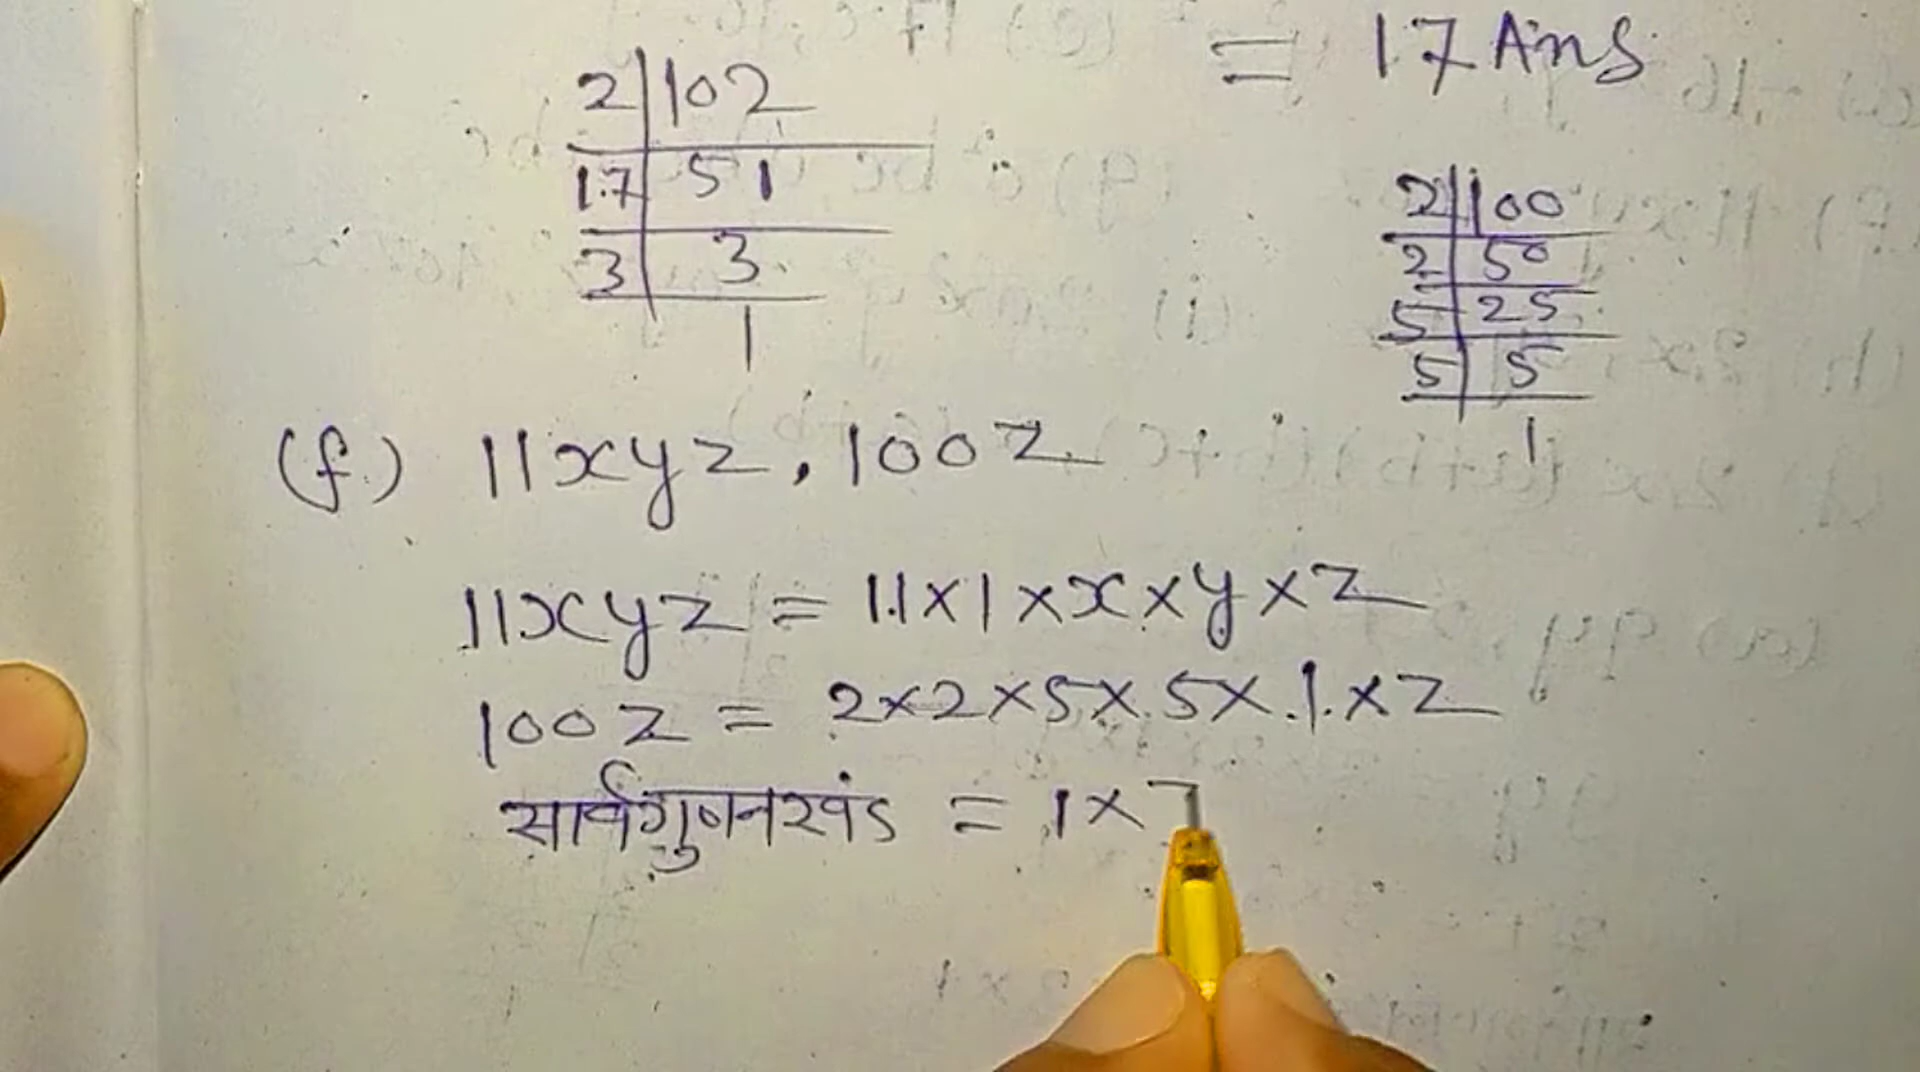 = 17 Ans
2 | 102
17 | 51
3 | 3
1
2 | 100
2 | 50
5 | 25
5 | 5
1
(f) 11xyz, 100z
11xyz = 11×1×x×y×z
100z = 2×2×5×5×1×z
सार्वगुणनखंड = 1×z